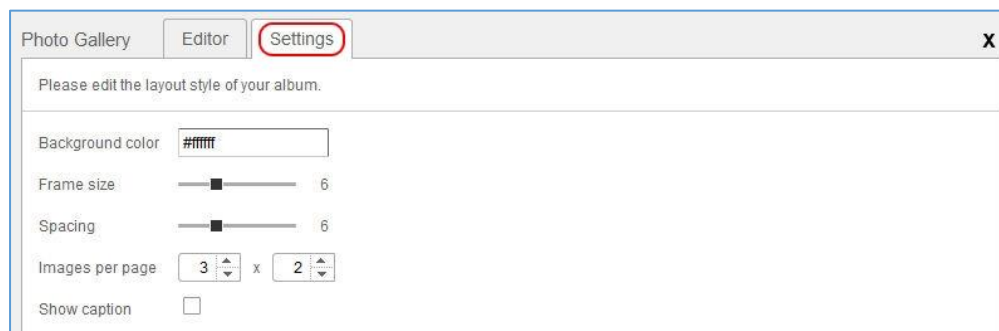 Photo Gallery Editor Settings X
Please edit the layout style of your album.
Background color #ffffff
Frame size 6
Spacing 6
Images per page 3 x 2
Show caption